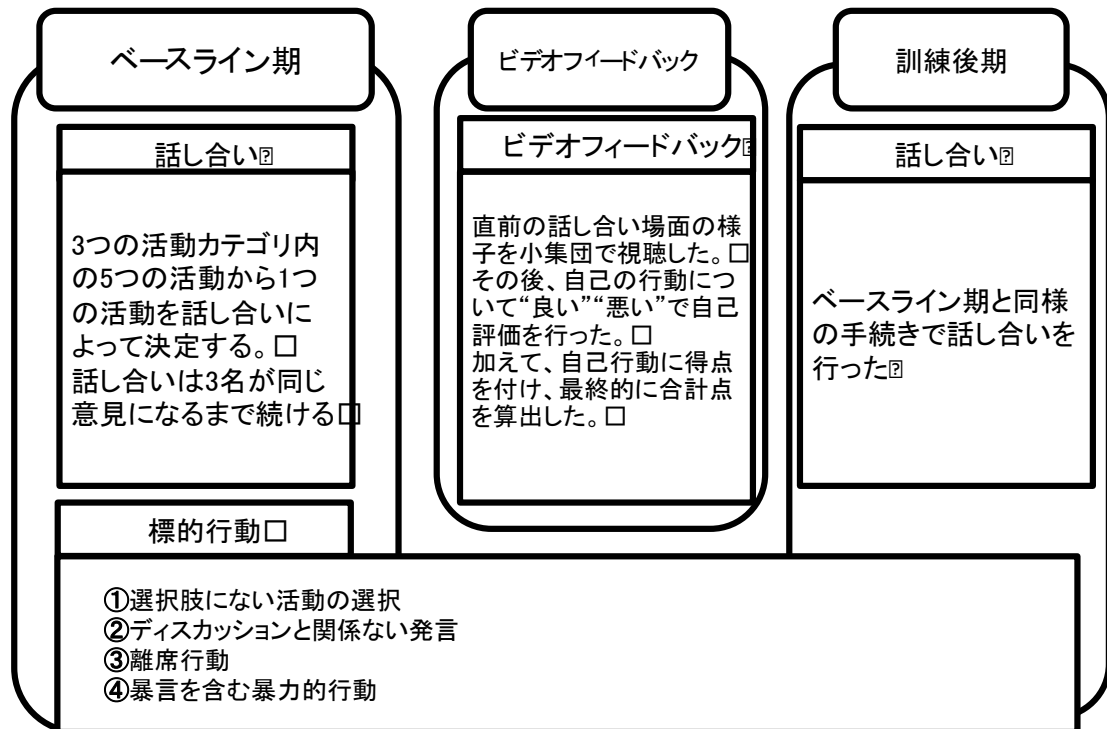 ベースライン期
話し合い
3つの活動カテゴリ内
の5つの活動から1つ
の活動を話し合いに
よって決定する。
話し合いは3名が同じ
意見になるまで続ける
標的行動
①選択肢にない活動の選択
②ディスカッションと関係ない発言
③離席行動
④暴言を含む暴力的行動
ビデオフィードバック
ビデオフィードバック
直前の話し合い場面の様
子を小集団で視聴した。
その後、自己の行動につ
いて“良い”“悪い”で自己
評価を行った。
加えて、自己行動に得点
を付け、最終的に合計点
を算出した。
訓練後期
話し合い
ベースライン期と同様
の手続きで話し合いを
行った